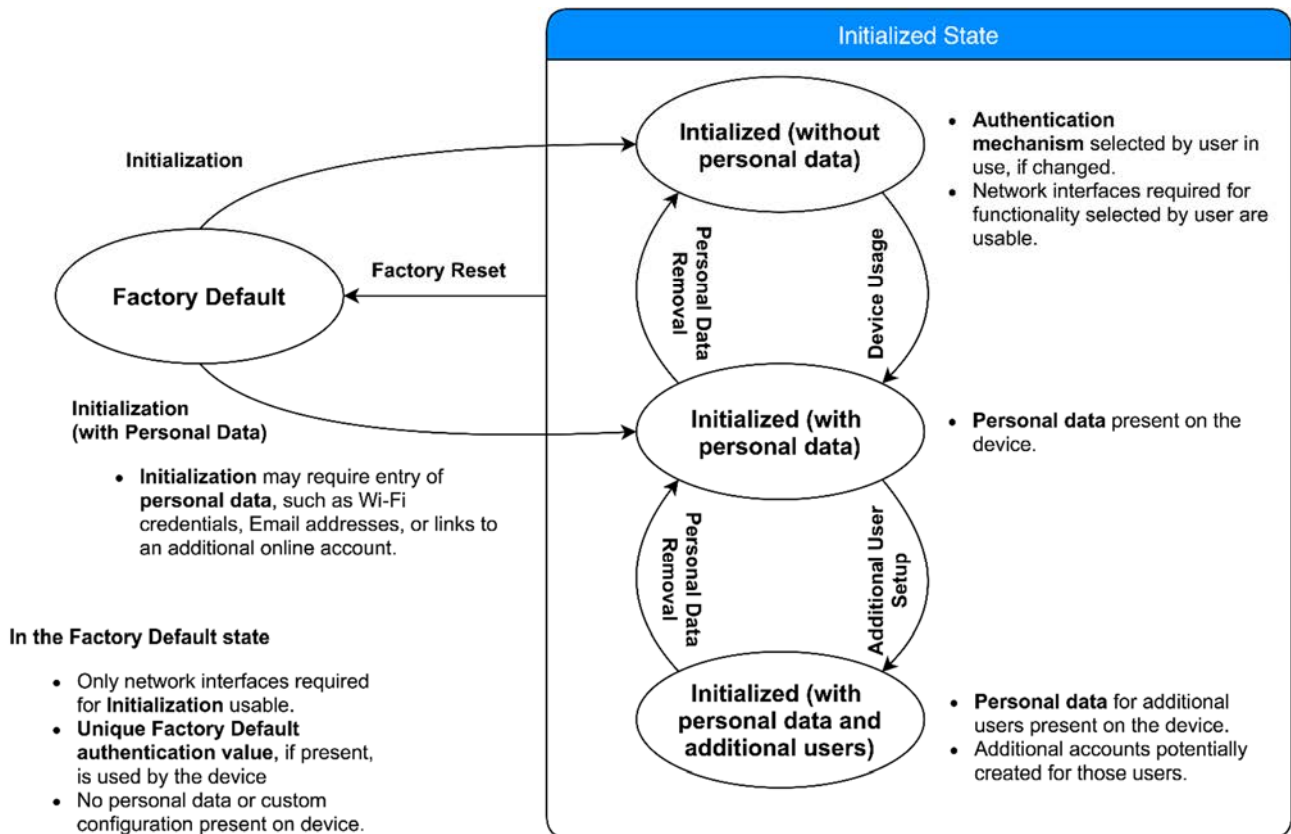 Initialized State
Intialized (without
personal data)
• Authentication
mechanism selected by user in
use, if changed.
• Network interfaces required for
functionality selected by user are
usable.
Initialization
Factory Reset
Factory Default
Personal Data
Removal
Device Usage
Initialization
(with Personal Data)
Initialized (with
personal data)
• Personal data present on the
device.
• Initialization may require entry of
personal data, such as Wi-Fi
credentials, Email addresses, or links to
an additional online account.
Personal Data
Removal
Additional User
Setup
In the Factory Default state
• Only network interfaces required
for Initialization usable.
• Unique Factory Default
authentication value, if present,
is used by the device
• No personal data or custom
configuration present on device.
Initialized (with
personal data and
additional users)
• Personal data for additional
users present on the device.
• Additional accounts potentially
created for those users.